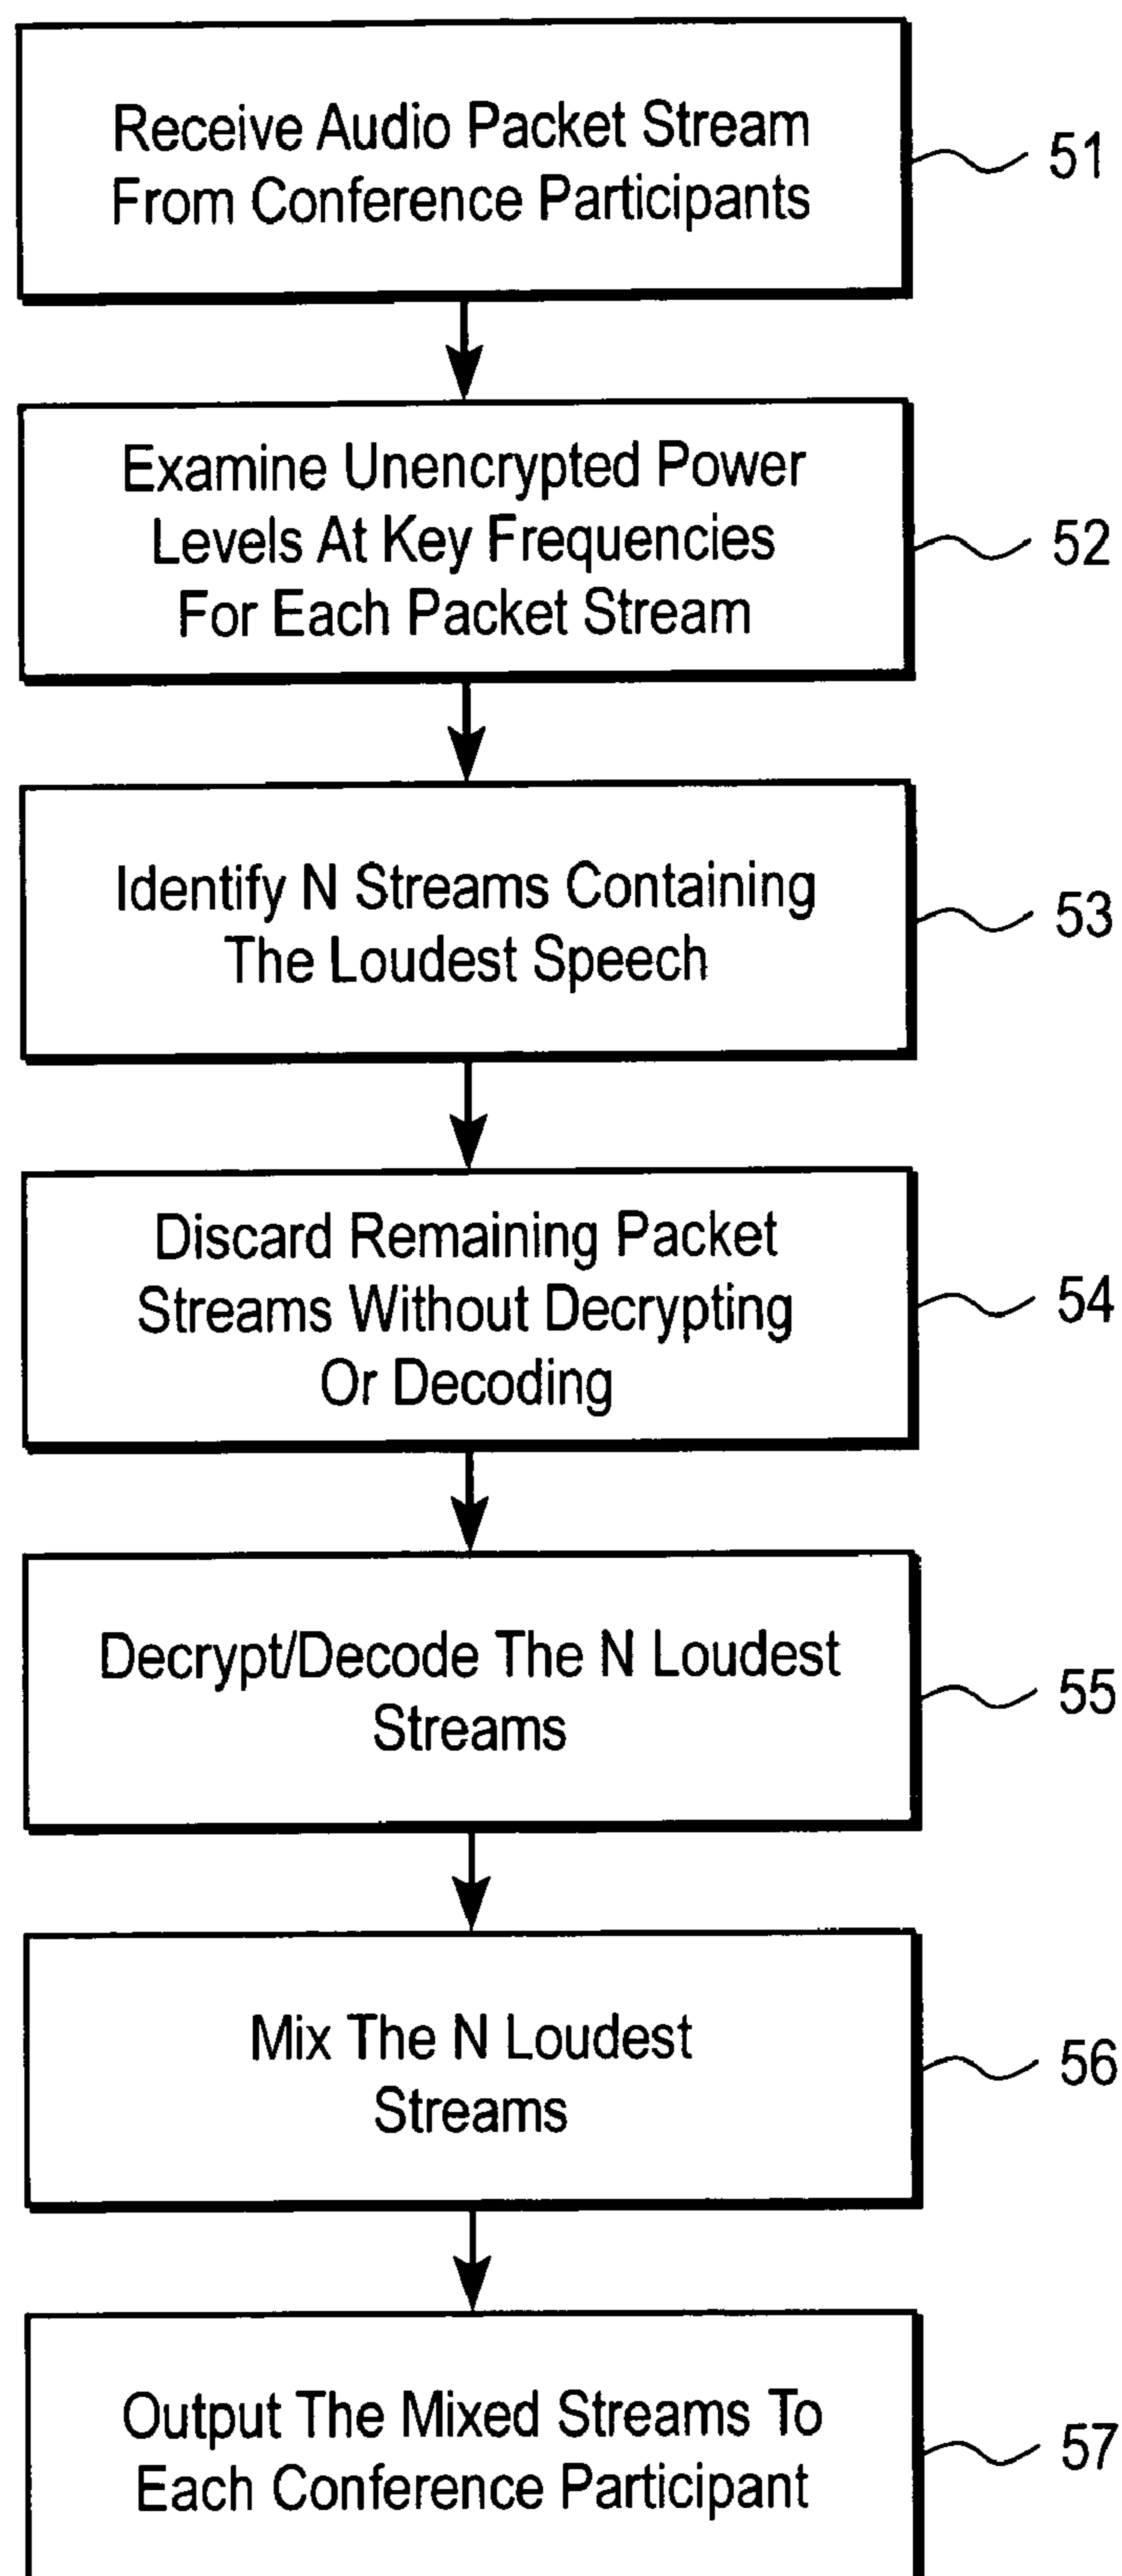 Receive Audio Packet Stream
From Conference Participants
51
Examine Unencrypted Power
Levels At Key Frequencies
For Each Packet Stream
52
Identify N Streams Containing
The Loudest Speech
53
Discard Remaining Packet
Streams Without Decrypting
Or Decoding
54
Decrypt/Decode The N Loudest
Streams
55
Mix The N Loudest
Streams
56
Output The Mixed Streams To
Each Conference Participant
57